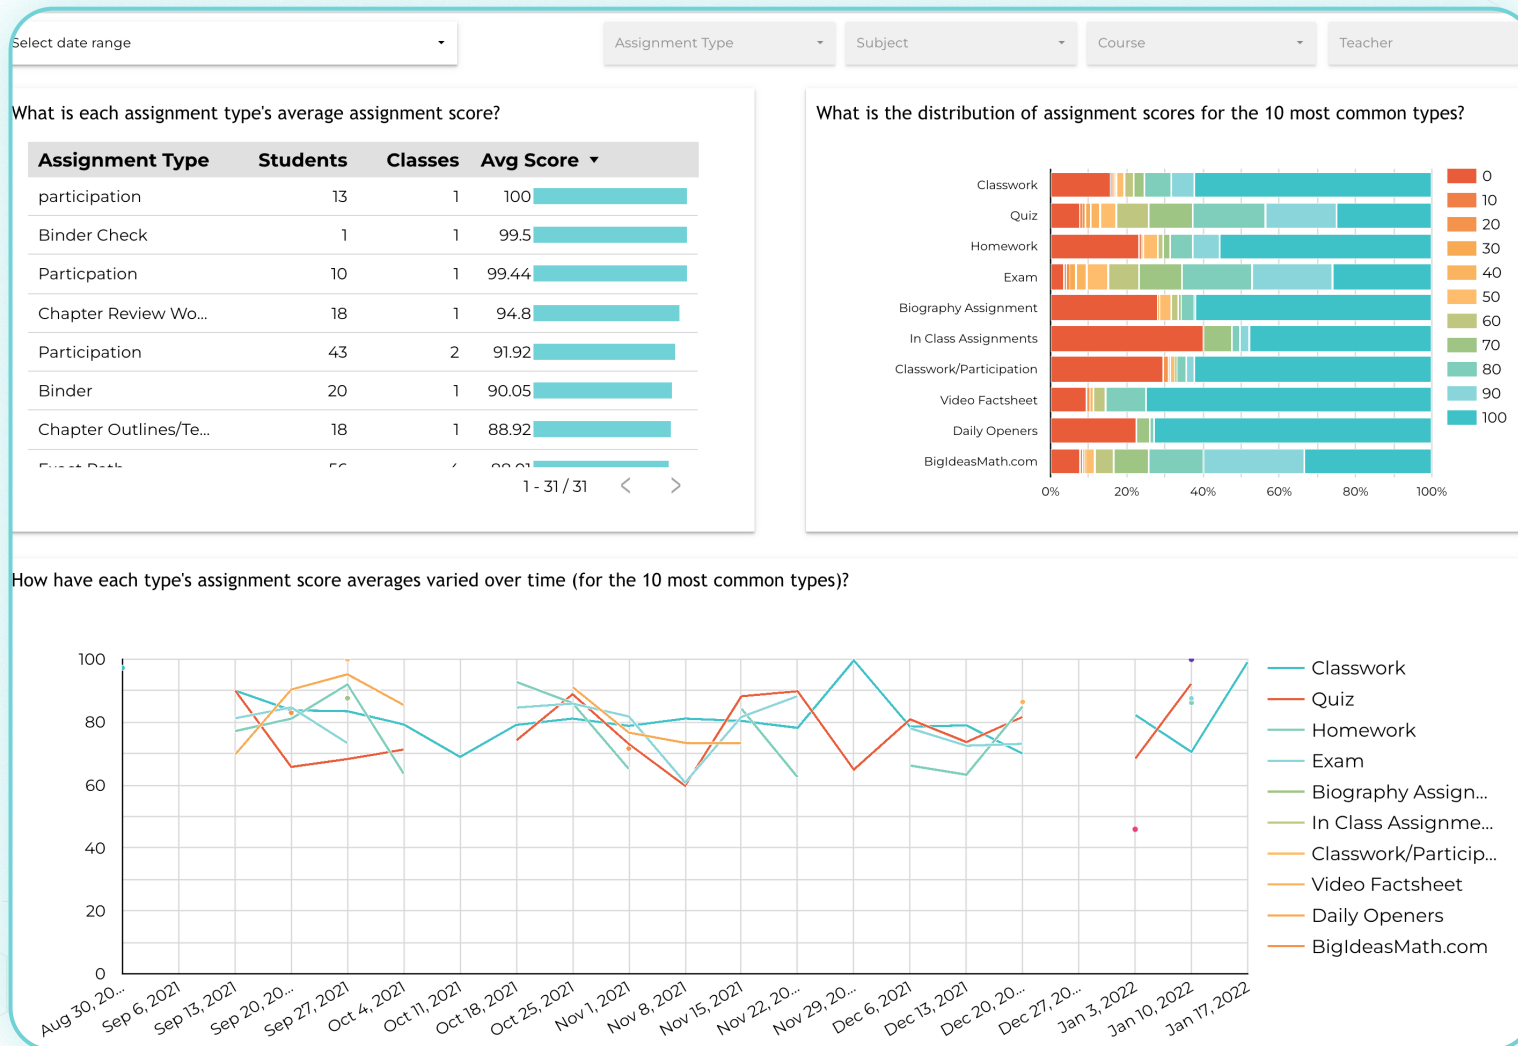 Select date range
Assignment Type
Subject
Course
Teacher
What is each assignment type's average assignment score?
Assignment Type Students Classes Avg Score
participation 13 1 100
Binder Check 1 1 99.5
Particpation 10 1 99.44
Chapter Review Wo... 18 1 94.8
Participation 43 2 91.92
Binder 20 1 90.05
Chapter Outlines/Te... 18 1 88.92
1 - 31 / 31
What is the distribution of assignment scores for the 10 most common types?
Classwork
Quiz
Homework
Exam
Biography Assignment
In Class Assignments
Classwork/Participation
Video Factsheet
Daily Openers
BigIdeasMath.com
0% 20% 40% 60% 80% 100%
0
10
20
30
40
50
60
70
80
90
100
How have each type's assignment score averages varied over time (for the 10 most common types)?
100
80
60
40
20
0
Aug 30, 20...
Sep 6, 2021
Sep 13, 2021
Sep 20, 20...
Sep 27, 2021
Oct 4, 2021
Oct 11, 2021
Oct 18, 2021
Oct 25, 2021
Nov 1, 2021
Nov 8, 2021
Nov 15, 2021
Nov 22, 20...
Nov 29, 20...
Dec 6, 2021
Dec 13, 2021
Dec 20, 20...
Dec 27, 20...
Jan 3, 2022
Jan 10, 2022
Jan 17, 2022
Classwork
Quiz
Homework
Exam
Biography Assign...
In Class Assignme...
Classwork/Particip...
Video Factsheet
Daily Openers
BigIdeasMath.com